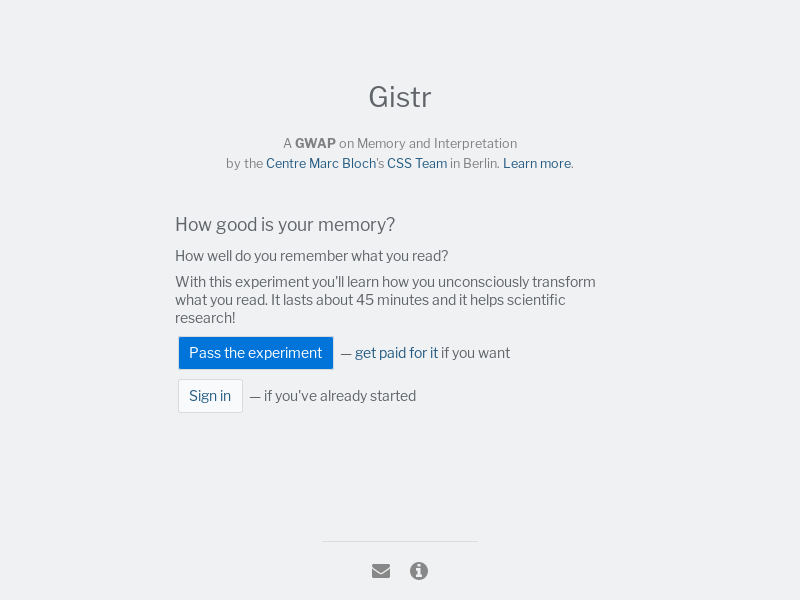 Gistr
A GWAP on Memory and Interpretation
by the Centre Marc Bloch's CSS Team in Berlin. Learn more.
How good is your memory?
How well do you remember what you read?
With this experiment you'll learn how you unconsciously transform
what you read. It lasts about 45 minutes and it helps scientific
research!
Pass the experiment — get paid for it if you want
Sign in — if you've already started